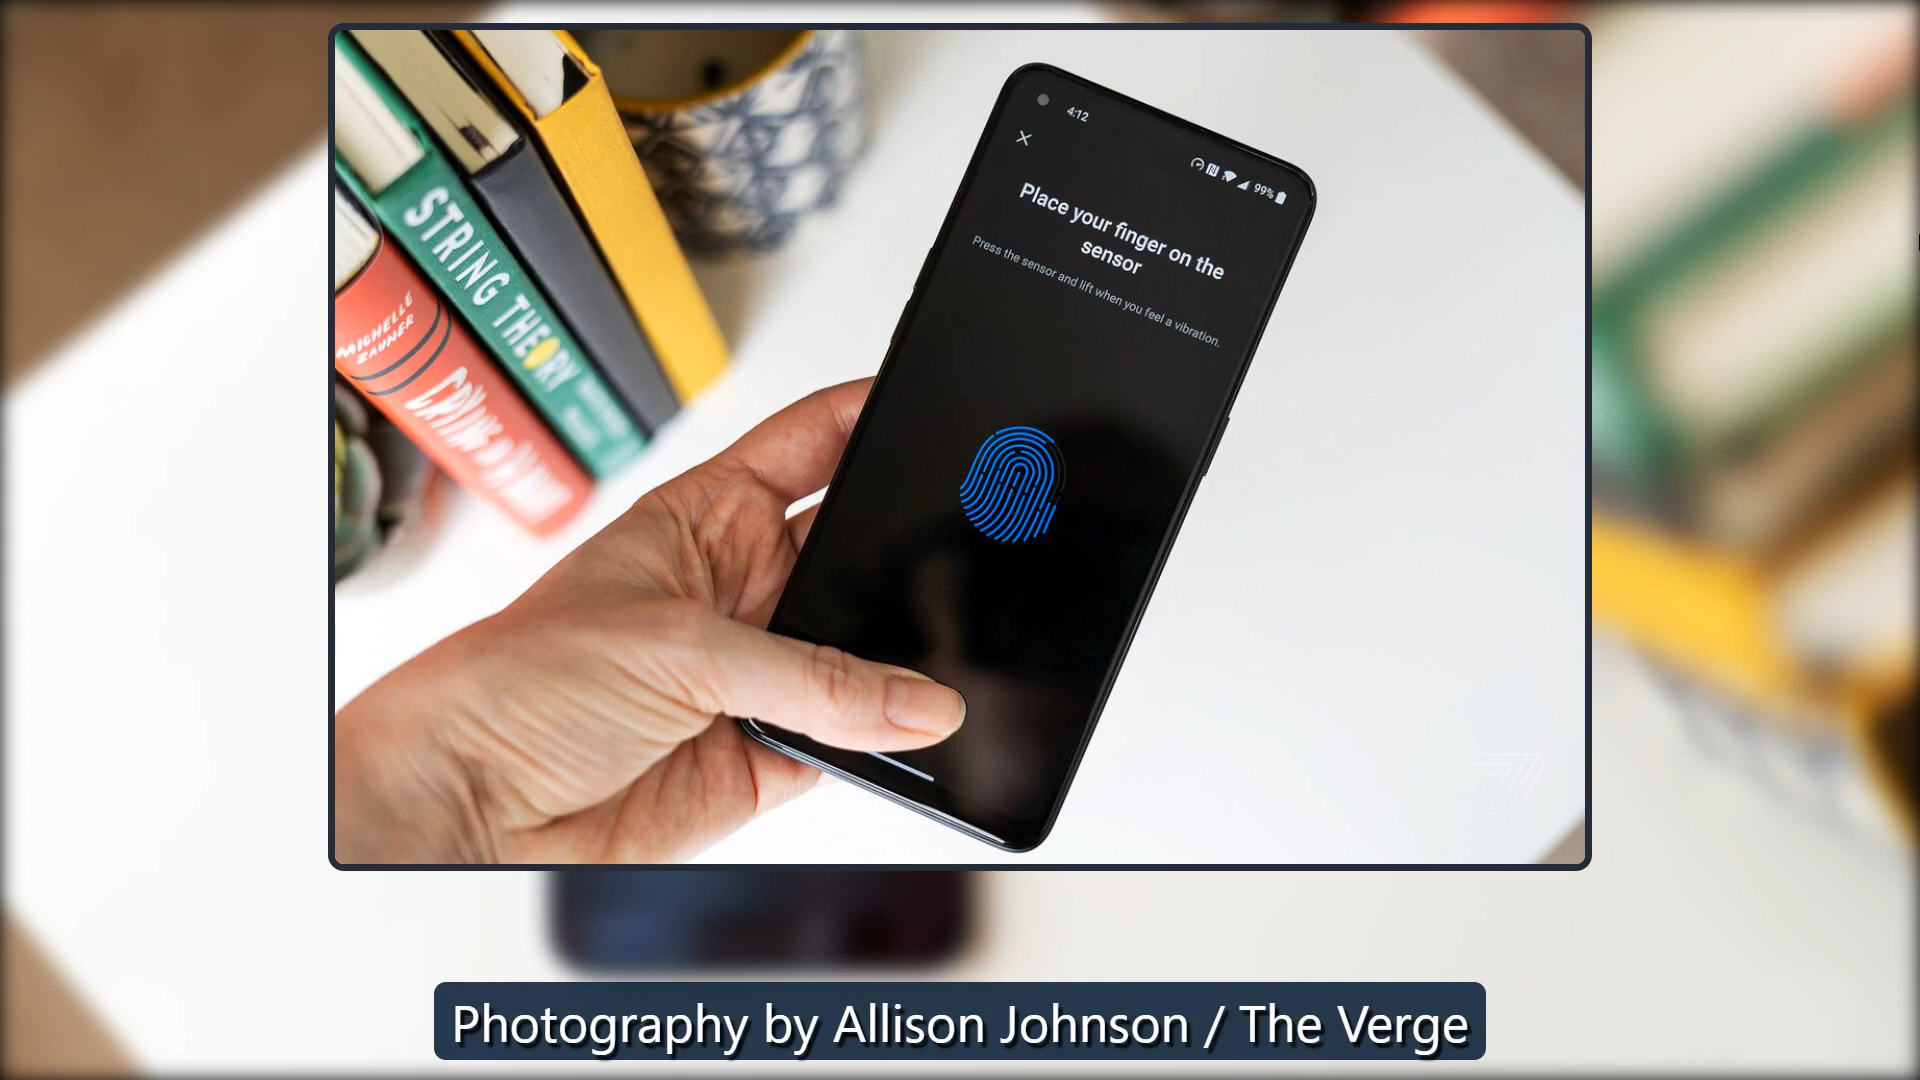 4:12
99%
Place your finger on the
sensor
Press the sensor and lift when you feel a vibration.
STRING THEORY
MICHELLE
ZAUNER
CRYING
Photography by Allison Johnson / The Verge